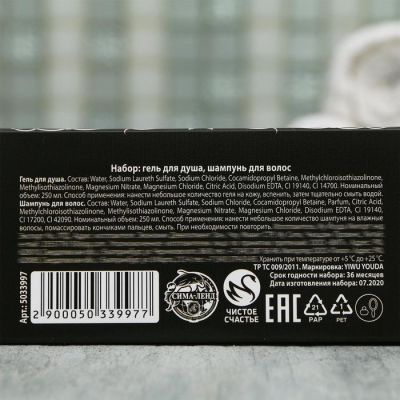 Набор: гель для душа, шампунь для волос
Гель для душа. Состав: Water, Sodium Laureth Sulfate, Sodium Chloride, Cocamidopropyl Betaine, Methylchloroisothiazolinone,
Methylisothiazolinone, Magnesium Nitrate, Magnesium Chloride, Citric Acid, Disodium EDTA, CI 19140, CI 14700. Номинальный
объем: 250 мл. Способ применения: нанести небольшое количество геля на кожу, вспенить, затем тщательно смыть водой.
Шампунь для волос. Состав: Water, Sodium Laureth Sulfate, Sodium Chloride, Cocamidopropyl Betaine, Parfum, Citric Acid,
Methylchloroisothiazolinone, Methylisothiazolinone, Magnesium Nitrate, Magnesium Chloride, Disodium EDTA, CI 19140,
CI 17200, CI 42090. Номинальный объем: 250 мл. Способ применения: нанести небольшое количество шампуня на влажные
волосы, помассировать кончиками пальцев, смыть. При необходимости повторить.
Хранить при температуре от +5 °C до +25 °C.
ТР ТС 009/2011. Маркировка: YIWU YOUDA
Срок годности набора: 36 месяцев
Дата изготовления набора: 07.2020
Арт.: 5033997
2 900050 339977
СИМА-ЛЕНД
ЧИСТОЕ
СЧАСТЬЕ
EAC
21
PAP
1
PET